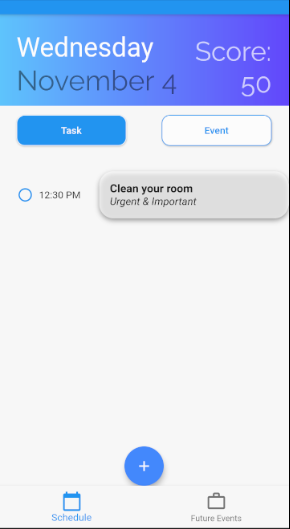 Wednesday
November 4
Score:
50
Task
Event
12:30 PM
Clean your room
Urgent & Important
+
Schedule
Future Events